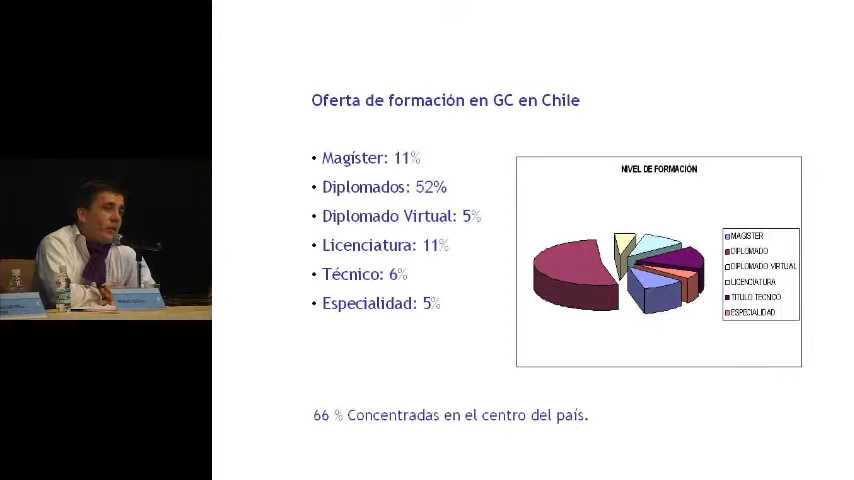 Oferta de formación en GC en Chile
• Magíster: 11%
• Diplomados: 52%
• Diplomado Virtual: 5%
• Licenciatura: 11%
• Técnico: 6%
• Especialidad: 5%
66 % Concentradas en el centro del país.
NIVEL DE FORMACIÓN
MAGISTER
DIPLOMADO
DIPLOMADO VIRTUAL
LICENCIATURA
TITULO TECNICO
ESPECIALIDAD